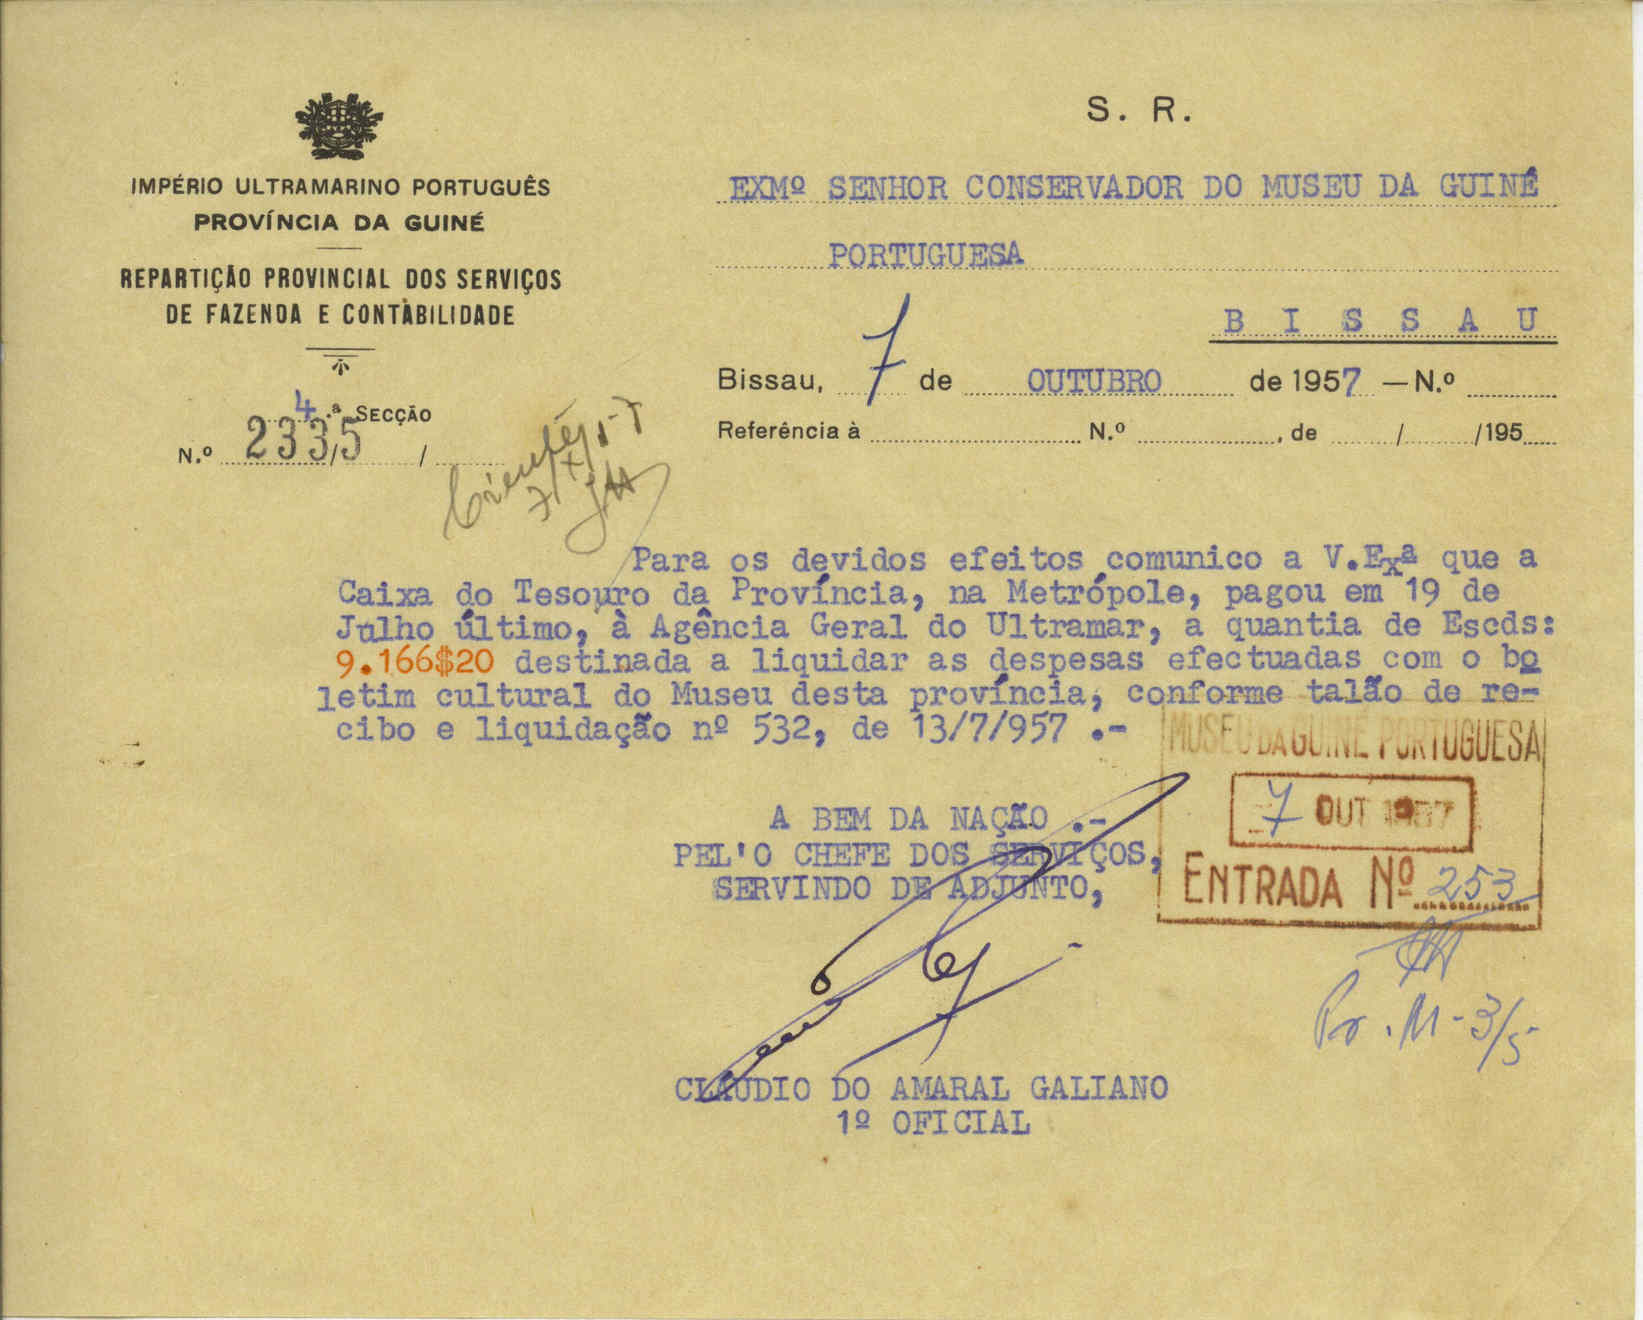 S. R.
IMPÉRIO ULTRAMARINO PORTUGUÊS
PROVÍNCIA DA GUINÉ
REPARTIÇÃO PROVINCIAL DOS SERVIÇOS
DE FAZENDA E CONTABILIDADE
4.ª SECÇÃO
N.º 2335/ /
EXMº SENHOR CONSERVADOR DO MUSEU DA GUINÉ
PORTUGUESA
B I S S A U
Bissau, 7 de OUTUBRO de 1957 — N.º
Referência à N.º , de / /195
7/X/57
Para os devidos efeitos comunico a V.Exª que a
Caixa do Tesouro da Província, na Metrópole, pagou em 19 de
Julho último, à Agência Geral do Ultramar, a quantia de Escds:
9.166$20 destinada a liquidar as despesas efectuadas com o bo
letim cultural do Museu desta província, conforme talão de re-
cibo e liquidação nº 532, de 13/7/957 .-
MUSEU DA GUINÉ PORTUGUESA
7 OUT 1957
ENTRADA Nº 253
A BEM DA NAÇÃO .-
PEL'O CHEFE DOS SERVIÇOS,
SERVINDO DE ADJUNTO,
Pr. M-3/5
CLAUDIO DO AMARAL GALIANO
1º OFICIAL